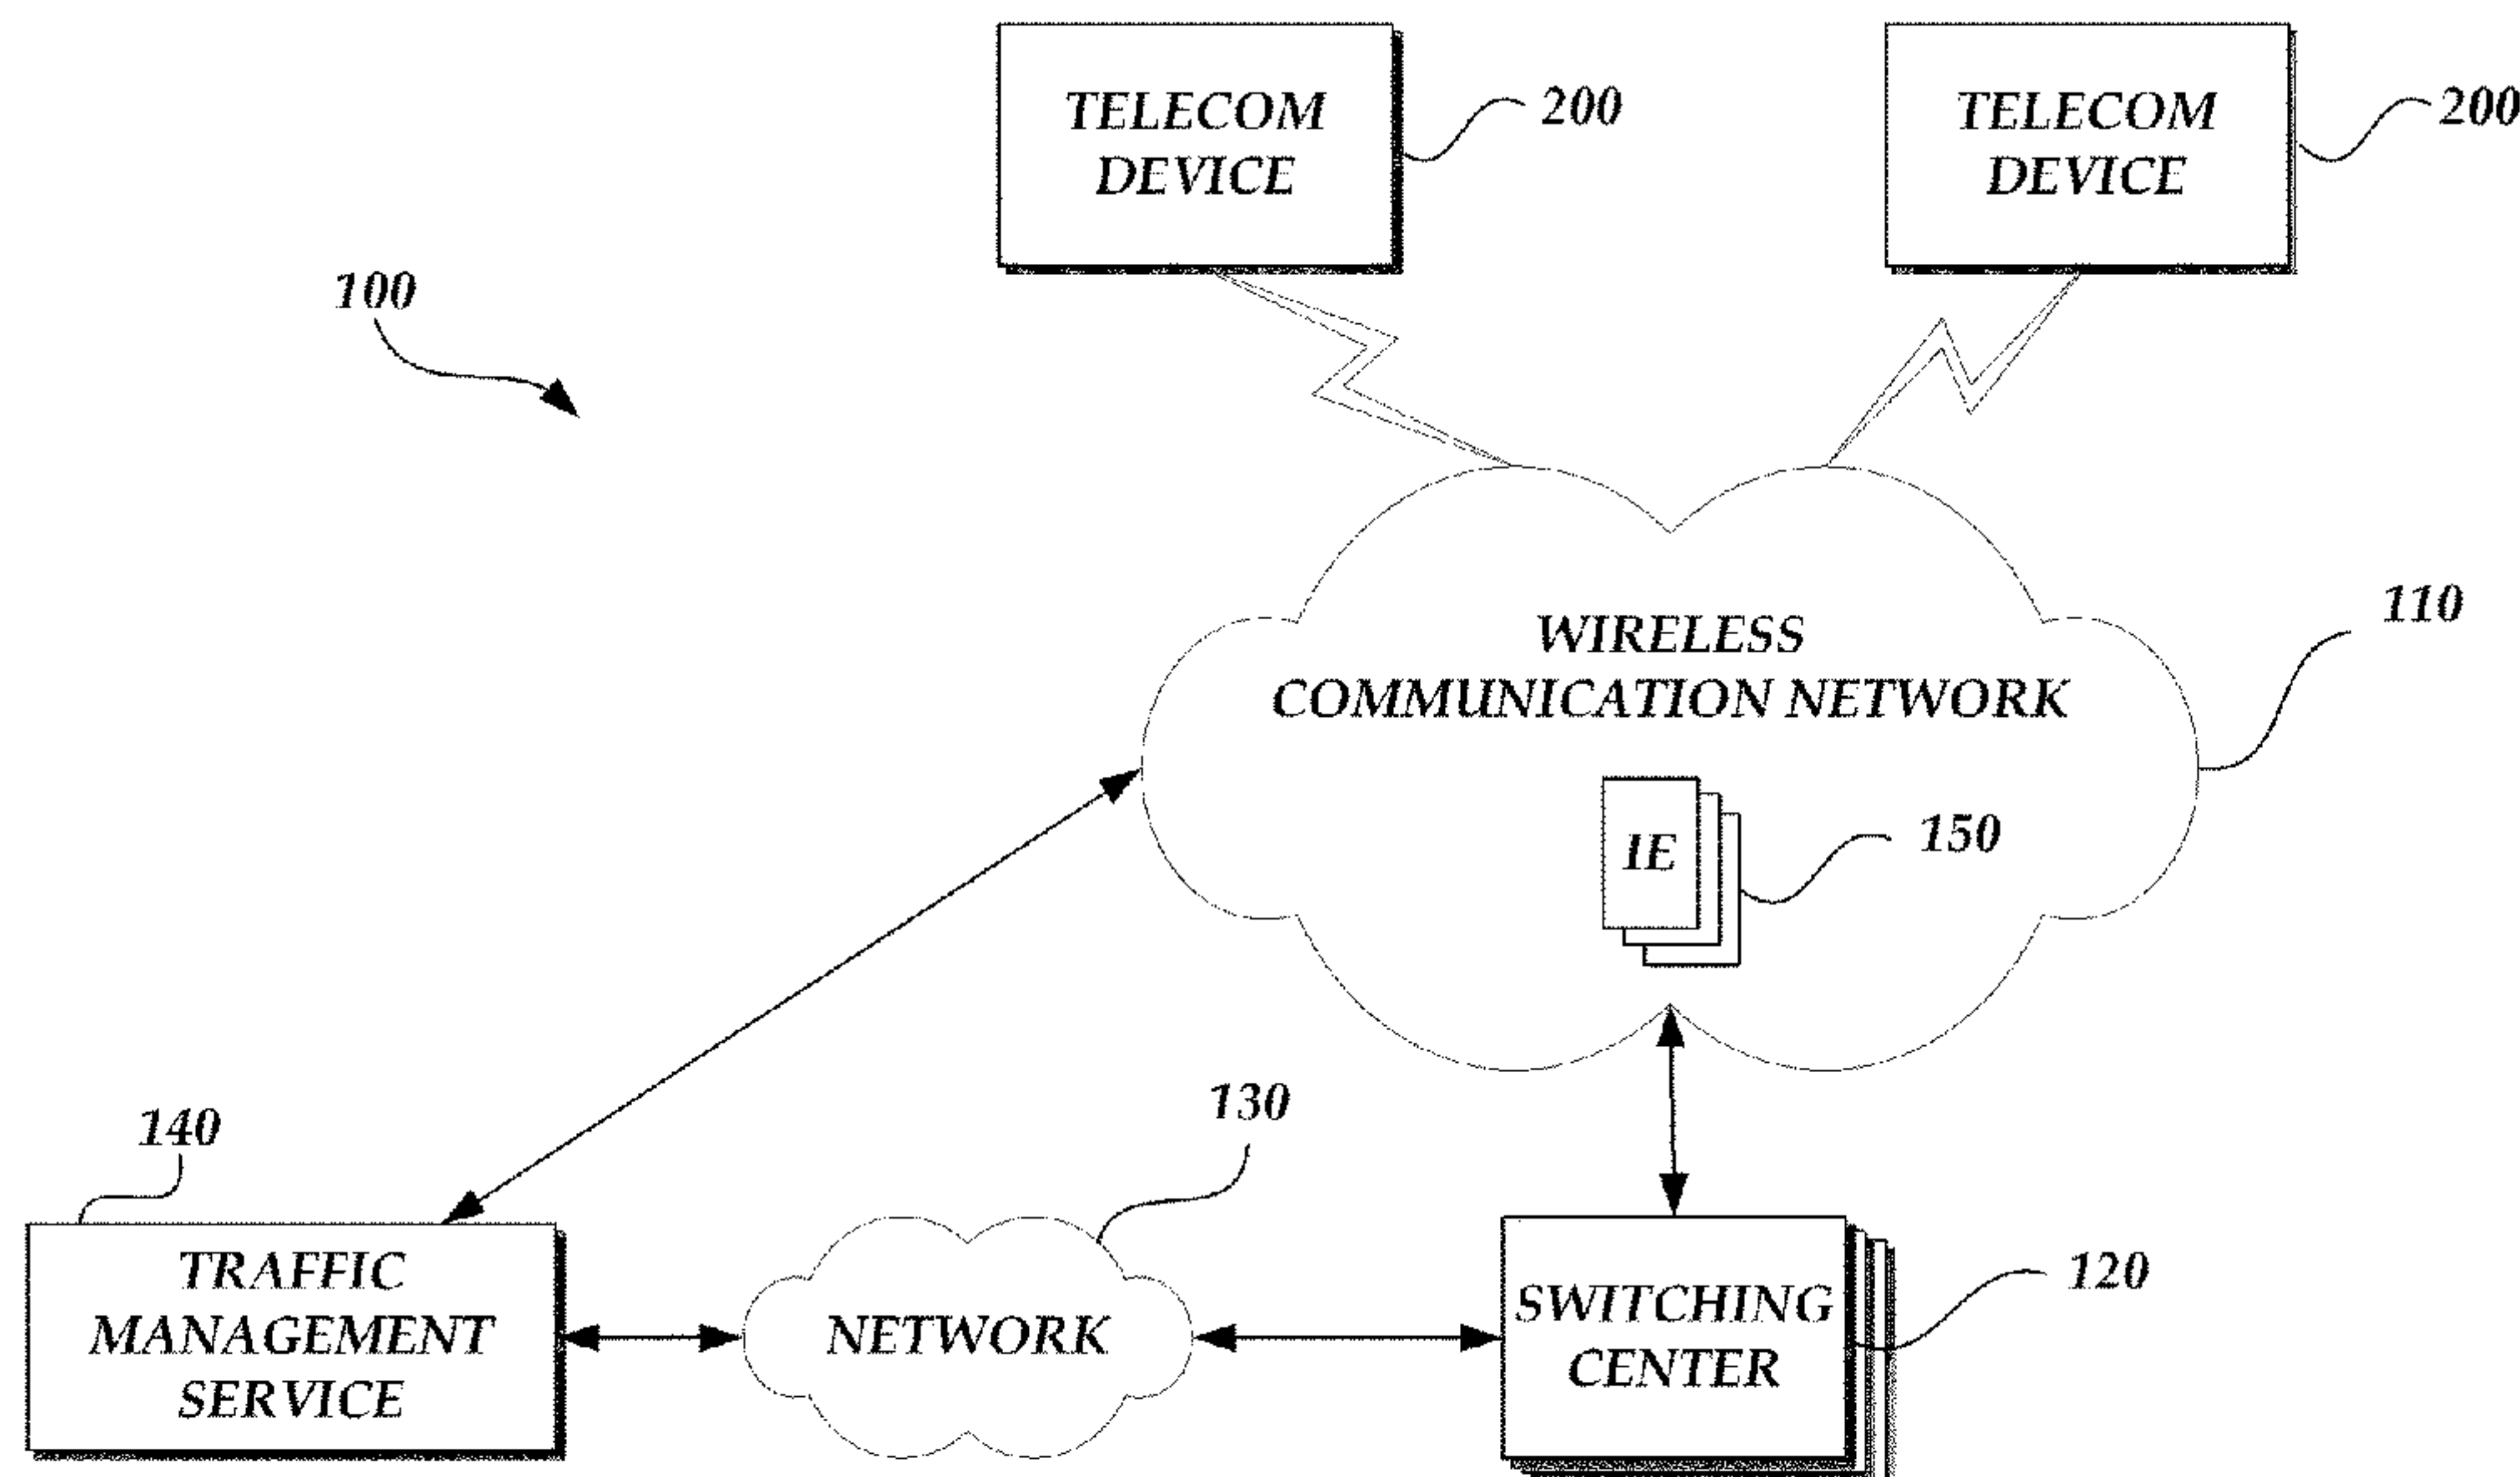 TELECOM
DEVICE
200
TELECOM
DEVICE
200
100
WIRELESS
COMMUNICATION NETWORK
110
IE
150
130
140
TRAFFIC
MANAGEMENT
SERVICE
NETWORK
SWITCHING
CENTER
120